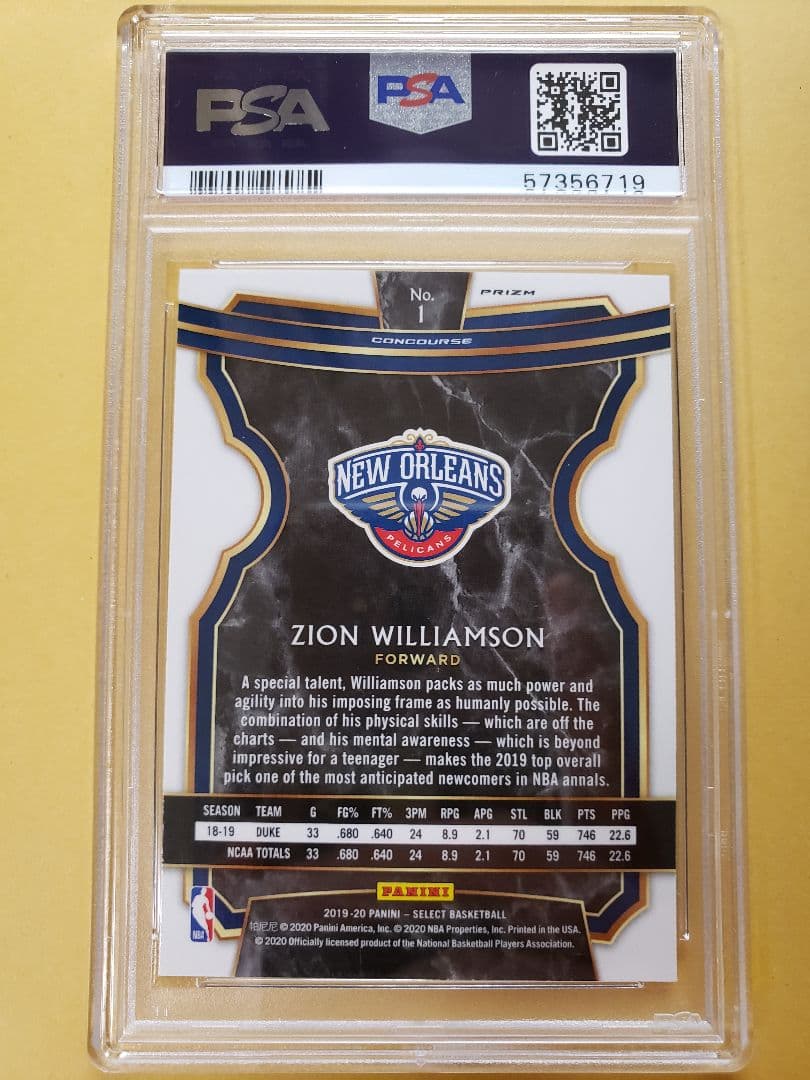 PSA
PSA
57356719
No.
1
PRIZM
CONCOURSE
NEW ORLEANS
PELICANS
ZION WILLIAMSON
FORWARD
A special talent, Williamson packs as much power and
agility into his imposing frame as humanly possible. The
combination of his physical skills — which are off the
charts — and his mental awareness — which is beyond
impressive for a teenager — makes the 2019 top overall
pick one of the most anticipated newcomers in NBA annals.
SEASON TEAM G FG% FT% 3PM RPG APG STL BLK PTS PPG
18-19 DUKE 33 .680 .640 24 8.9 2.1 70 59 746 22.6
NCAA TOTALS 33 .680 .640 24 8.9 2.1 70 59 746 22.6
PANINI
2019-20 PANINI – SELECT BASKETBALL
帕尼尼 © 2020 Panini America, Inc. © 2020 NBA Properties, Inc. Printed in the USA.
© 2020 Officially licensed product of the National Basketball Players Association.
NBA
PSA